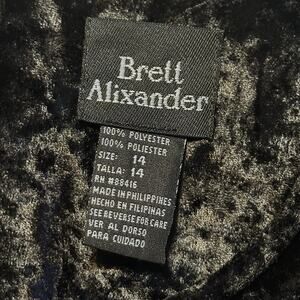 Brett
Alixander
100% POLYESTER
100% POLIESTER
SIZE: 14
TALLA: 14
RN #88416
MADE IN PHILIPPINES
HECHO EN FILIPINAS
SEE REVERSE FOR CARE
VER AL DORSO
PARA CUIDADO